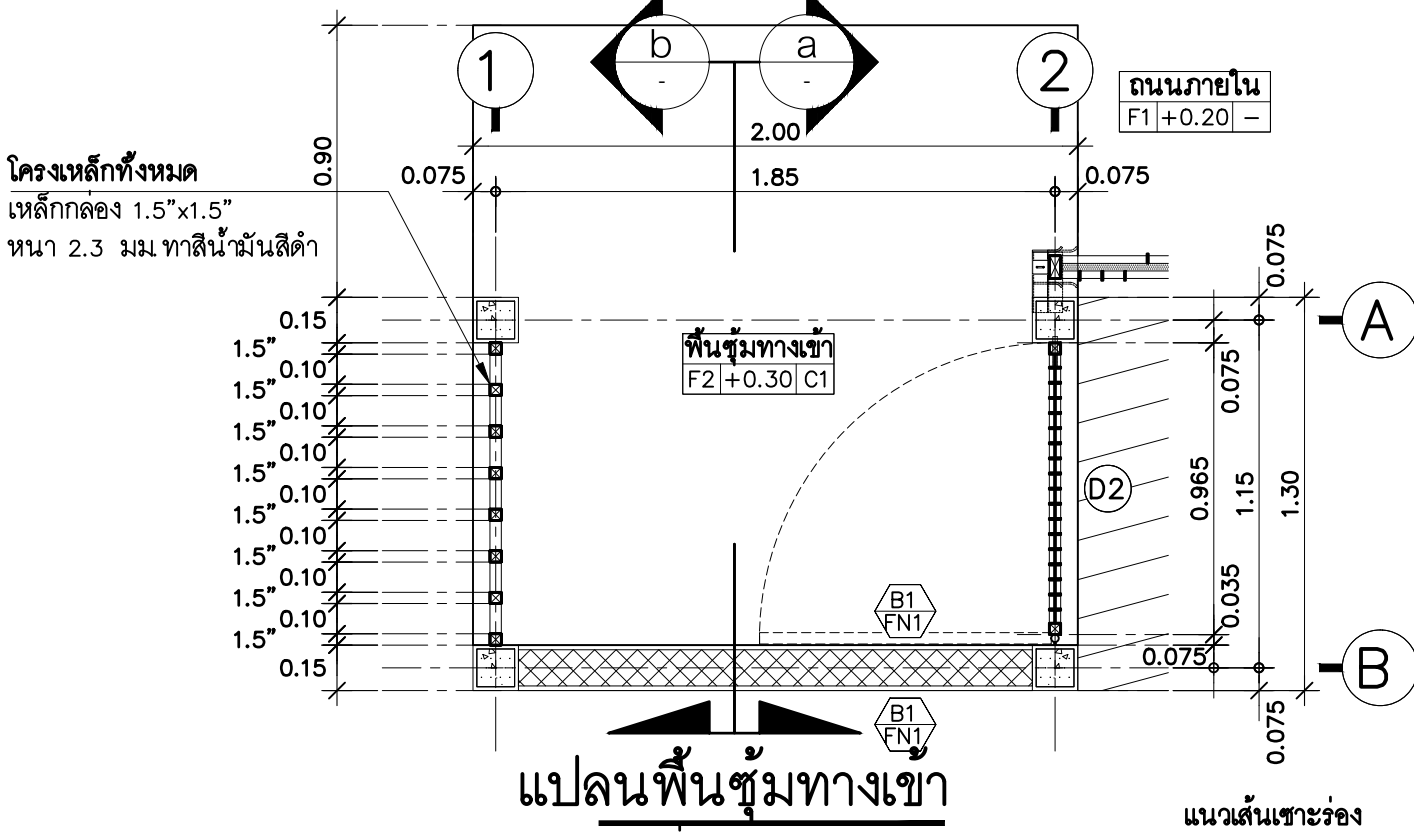 b
a
-
-
1
2
ถนนภายใน
F1 +0.20 -
2.00
0.90
0.075
1.85
0.075
โครงเหล็กทั้งหมด
เหล็กกล่อง 1.5"x1.5"
หนา 2.3 มม. ทาสีน้ำมันสีดำ
0.075
0.15
A
1.5"
0.10
1.5"
0.10
1.5"
0.10
1.5"
0.10
1.5"
0.10
1.5"
0.10
1.5"
0.10
1.5"
0.15
พื้นซุ้มทางเข้า
F2 +0.30 C1
0.075
D2
0.965
1.15
1.30
0.035
B1
FN1
0.075
B
B1
FN1
0.075
แปลนพื้นซุ้มทางเข้า
แนวเส้นเซาะร่อง